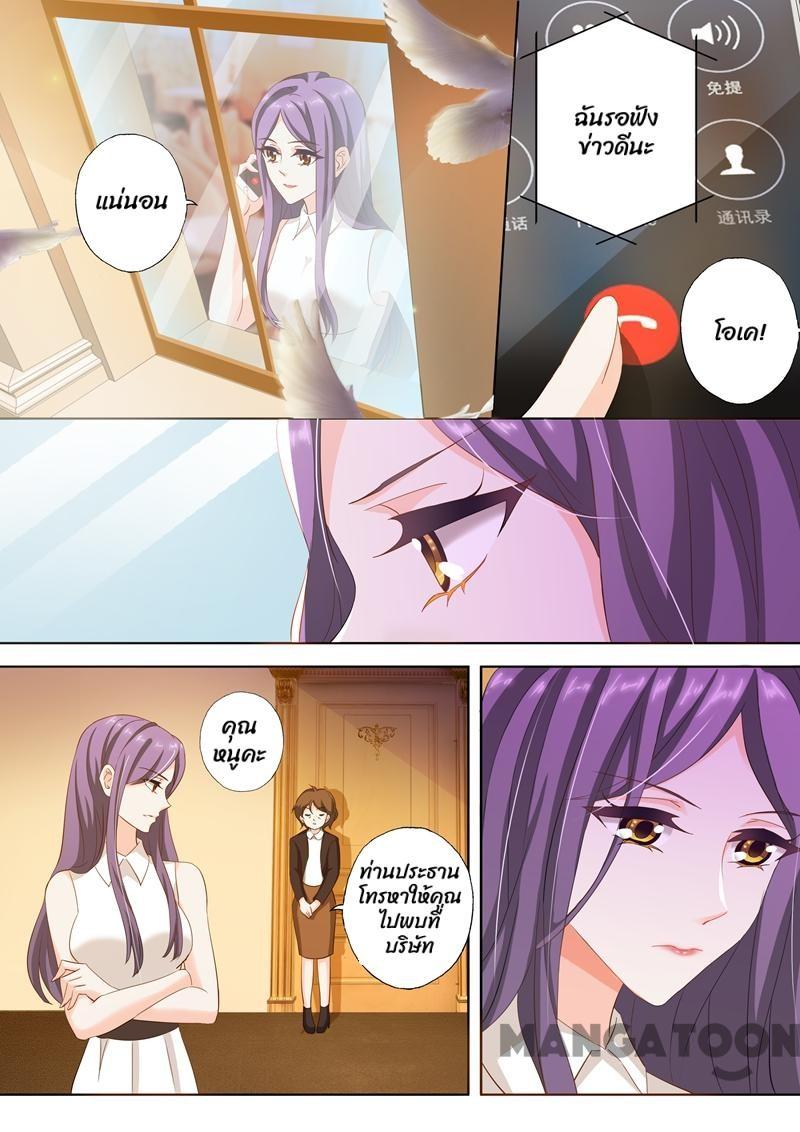 แน่นอน
ฉันรอฟัง
ข่าวดีนะ
免提
通讯录
话
โอเค!
คุณ
หนูคะ
ท่านประธาน
โทรหาให้คุณ
ไปพบที่
บริษัท
MANGATOON